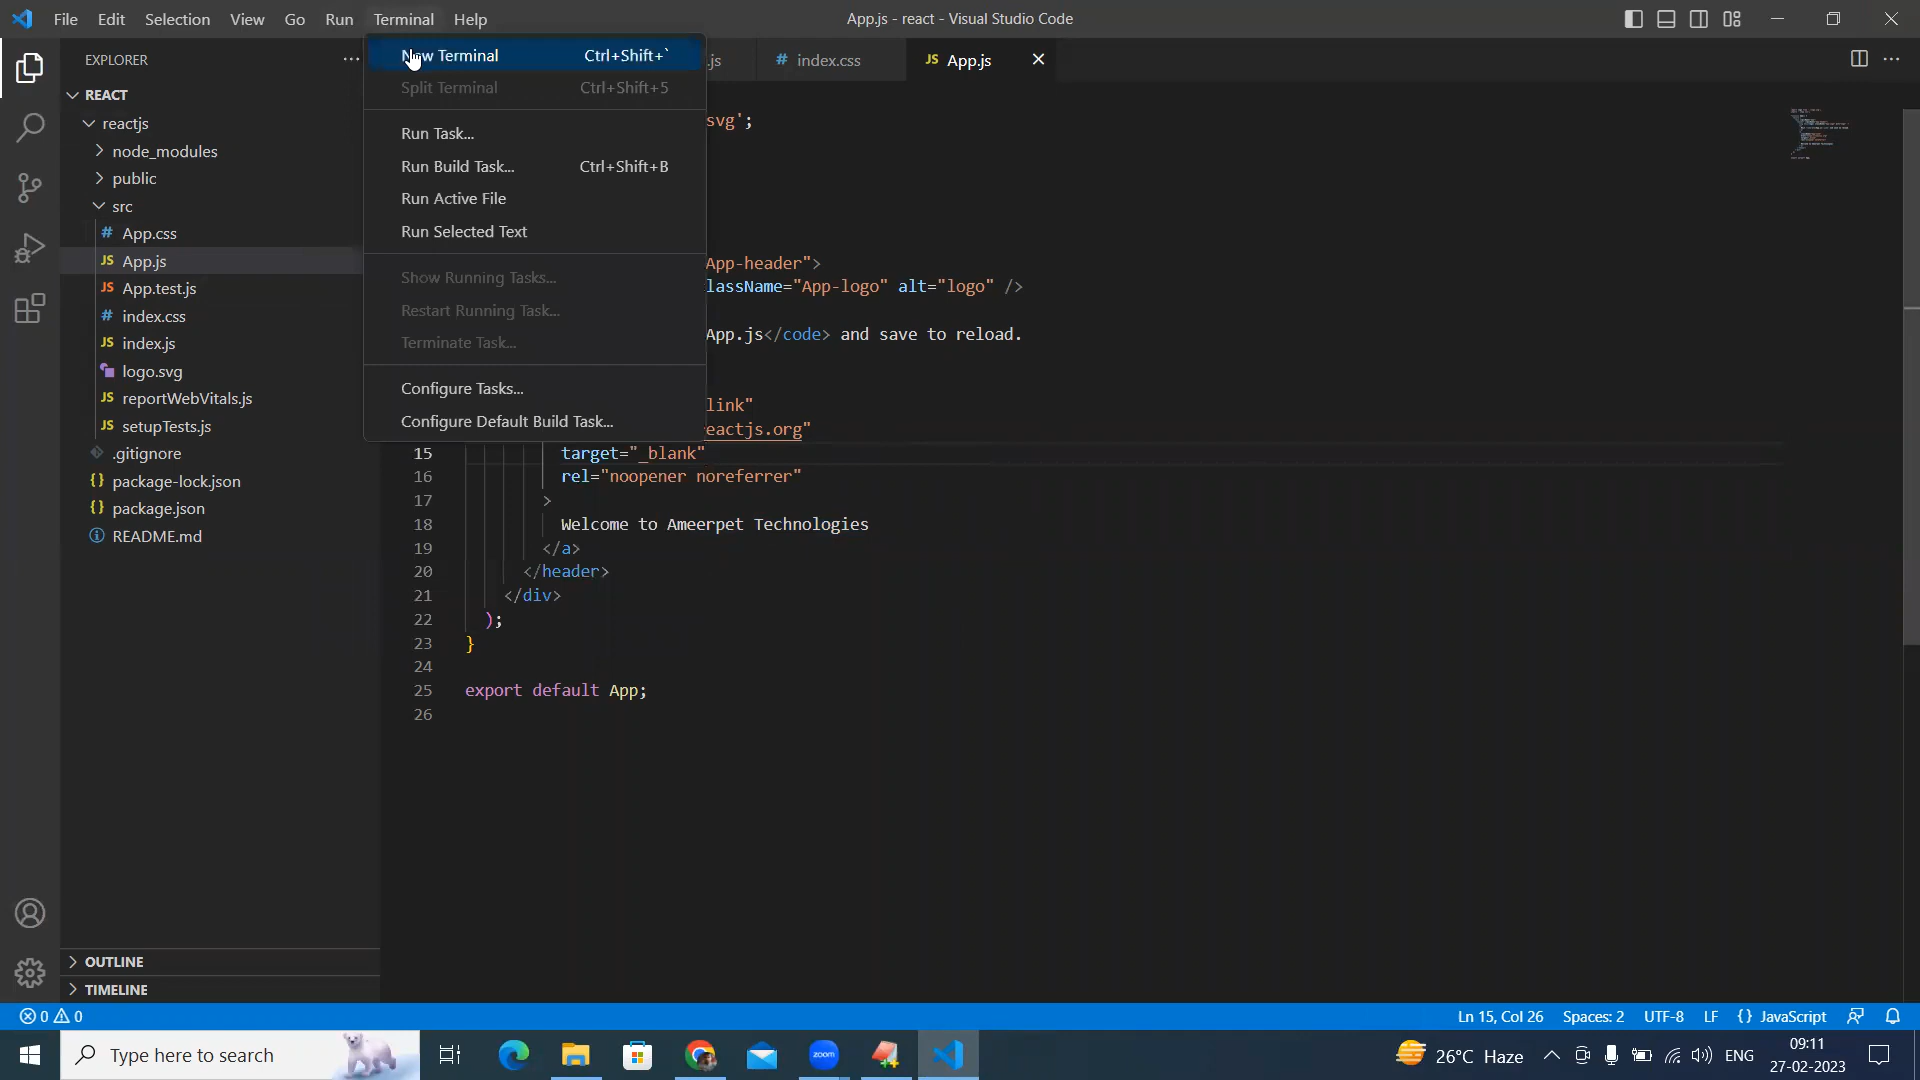 File Edit Selection View Go Run Terminal Help
App.js - react - Visual Studio Code
EXPLORER
REACT
reactjs
node_modules
public
src
App.css
App.js
App.test.js
index.css
index.js
logo.svg
reportWebVitals.js
setupTests.js
.gitignore
package-lock.json
package.json
README.md
OUTLINE
TIMELINE
New Terminal Ctrl+Shift+`
Split Terminal Ctrl+Shift+5
Run Task...
Run Build Task... Ctrl+Shift+B
Run Active File
Run Selected Text
Show Running Tasks...
Restart Running Task...
Terminate Task...
Configure Tasks...
Configure Default Build Task...
.js # index.css JS App.js
svg';
App-header">
lassName="App-logo" alt="logo" />
App.js</code> and save to reload.
link"
eactjs.org"
15 target="_blank"
16 rel="noopener noreferrer"
17 >
18 Welcome to Ameerpet Technologies
19 </a>
20 </header>
21 </div>
22 );
23 }
24
25 export default App;
26
0 0
Ln 15, Col 26 Spaces: 2 UTF-8 LF {} JavaScript
Type here to search
zoom
26°C Haze ENG
09:11
27-02-2023